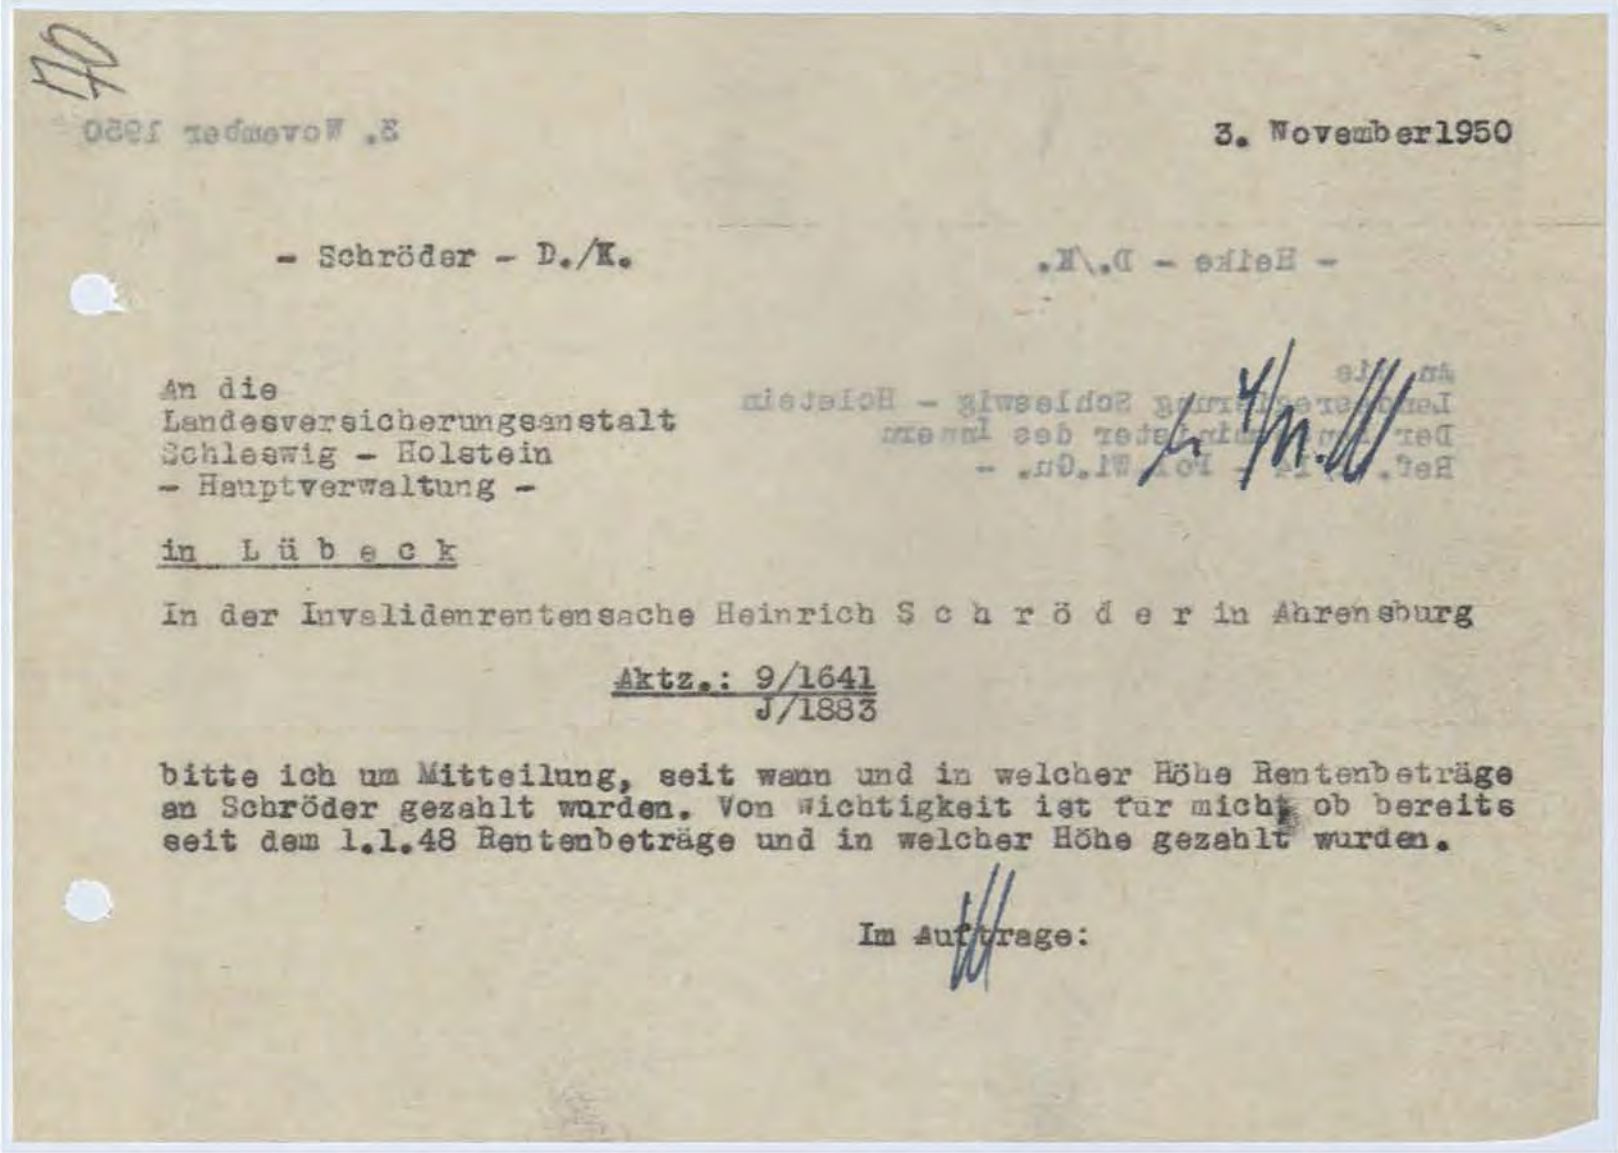 3. November 1950
- Schröder - D./K.
An die
Landesversicherungsanstalt
Schleswig - Holstein
- Hauptverwaltung -
in Lübeck
In der Invalidenrentensache Heinrich Schröder in Ahrensburg
Aktz.: 9/1641
J/1883
bitte ich um Mitteilung, seit wann und in welcher Höhe Rentenbeträge
an Schröder gezahlt wurden. Von Wichtigkeit ist für mich, ob bereits
seit dem 1.1.48 Rentenbeträge und in welcher Höhe gezahlt wurden.
Im Auftrage: